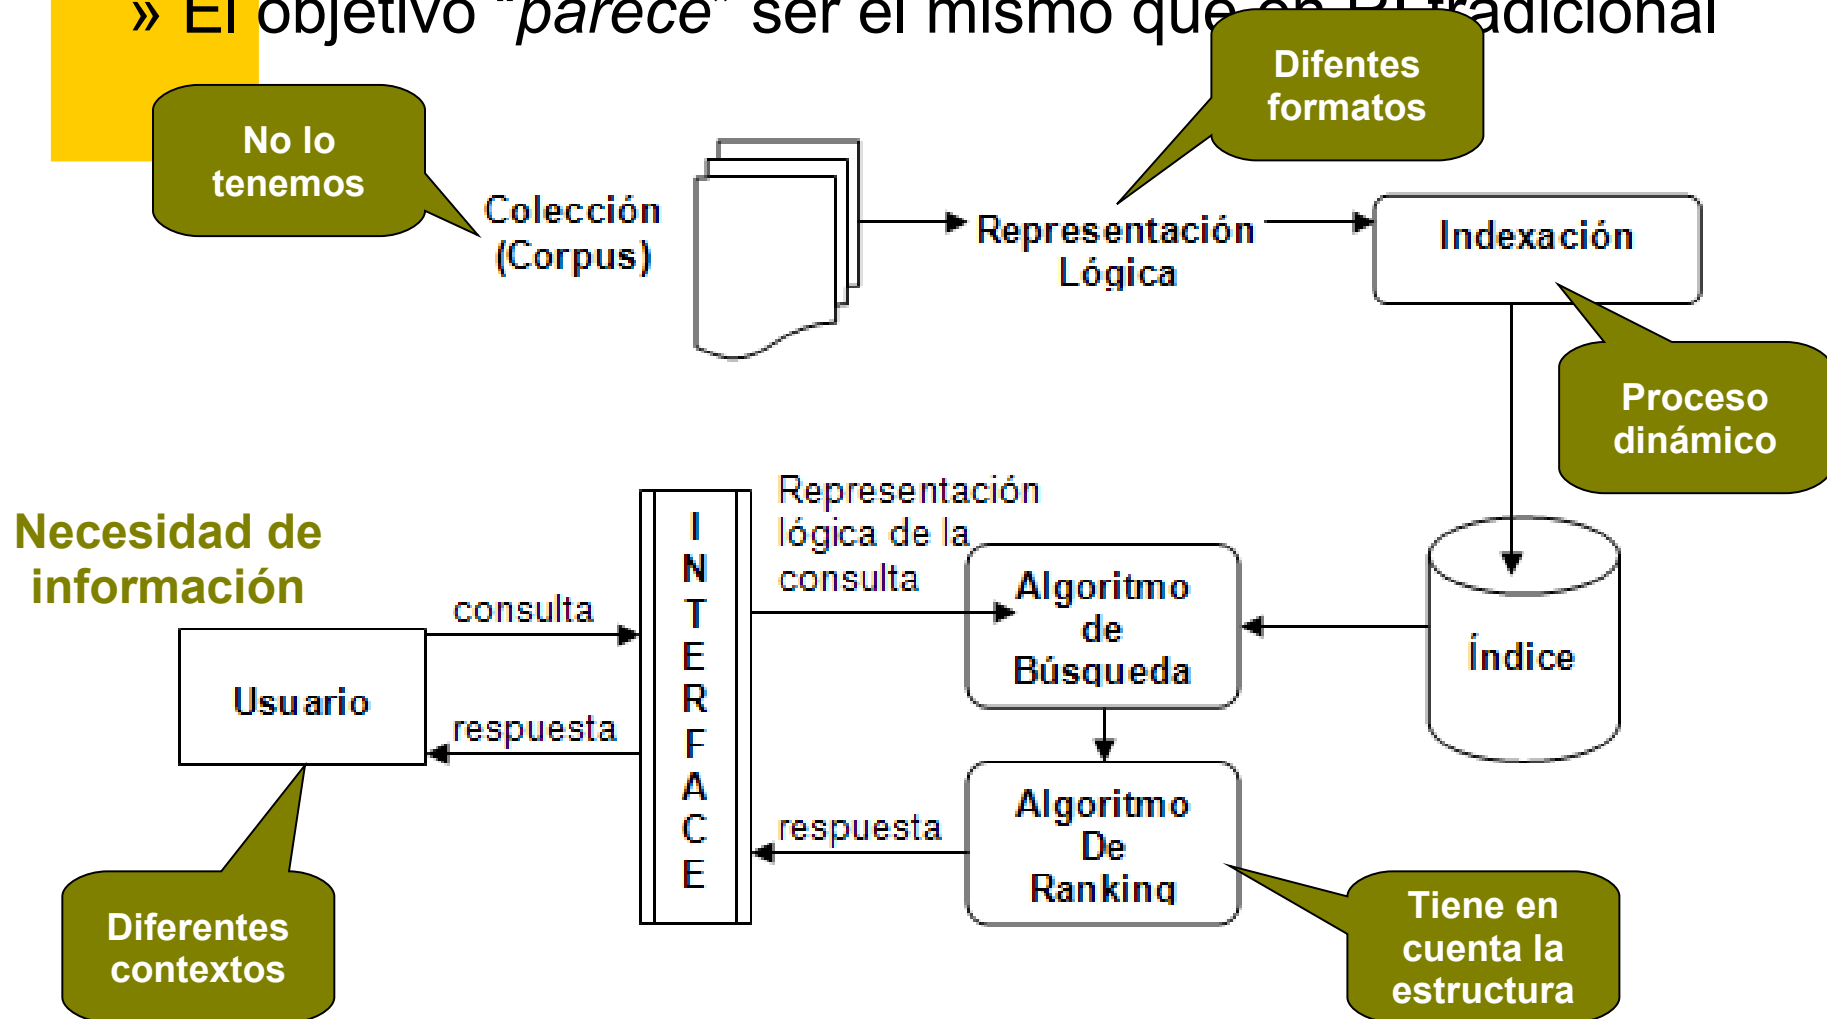 » El objetivo “parece” ser el mismo que en RI tradicional
Difentes
formatos
No lo
tenemos
Colección
(Corpus)
Representación
Lógica
Indexación
Proceso
dinámico
Necesidad de
información
Representación
lógica de la
consulta
consulta
respuesta
Usuario
INTERFACE
Algoritmo
de
Búsqueda
Índice
respuesta
Algoritmo
De
Ranking
Diferentes
contextos
Tiene en
cuenta la
estructura